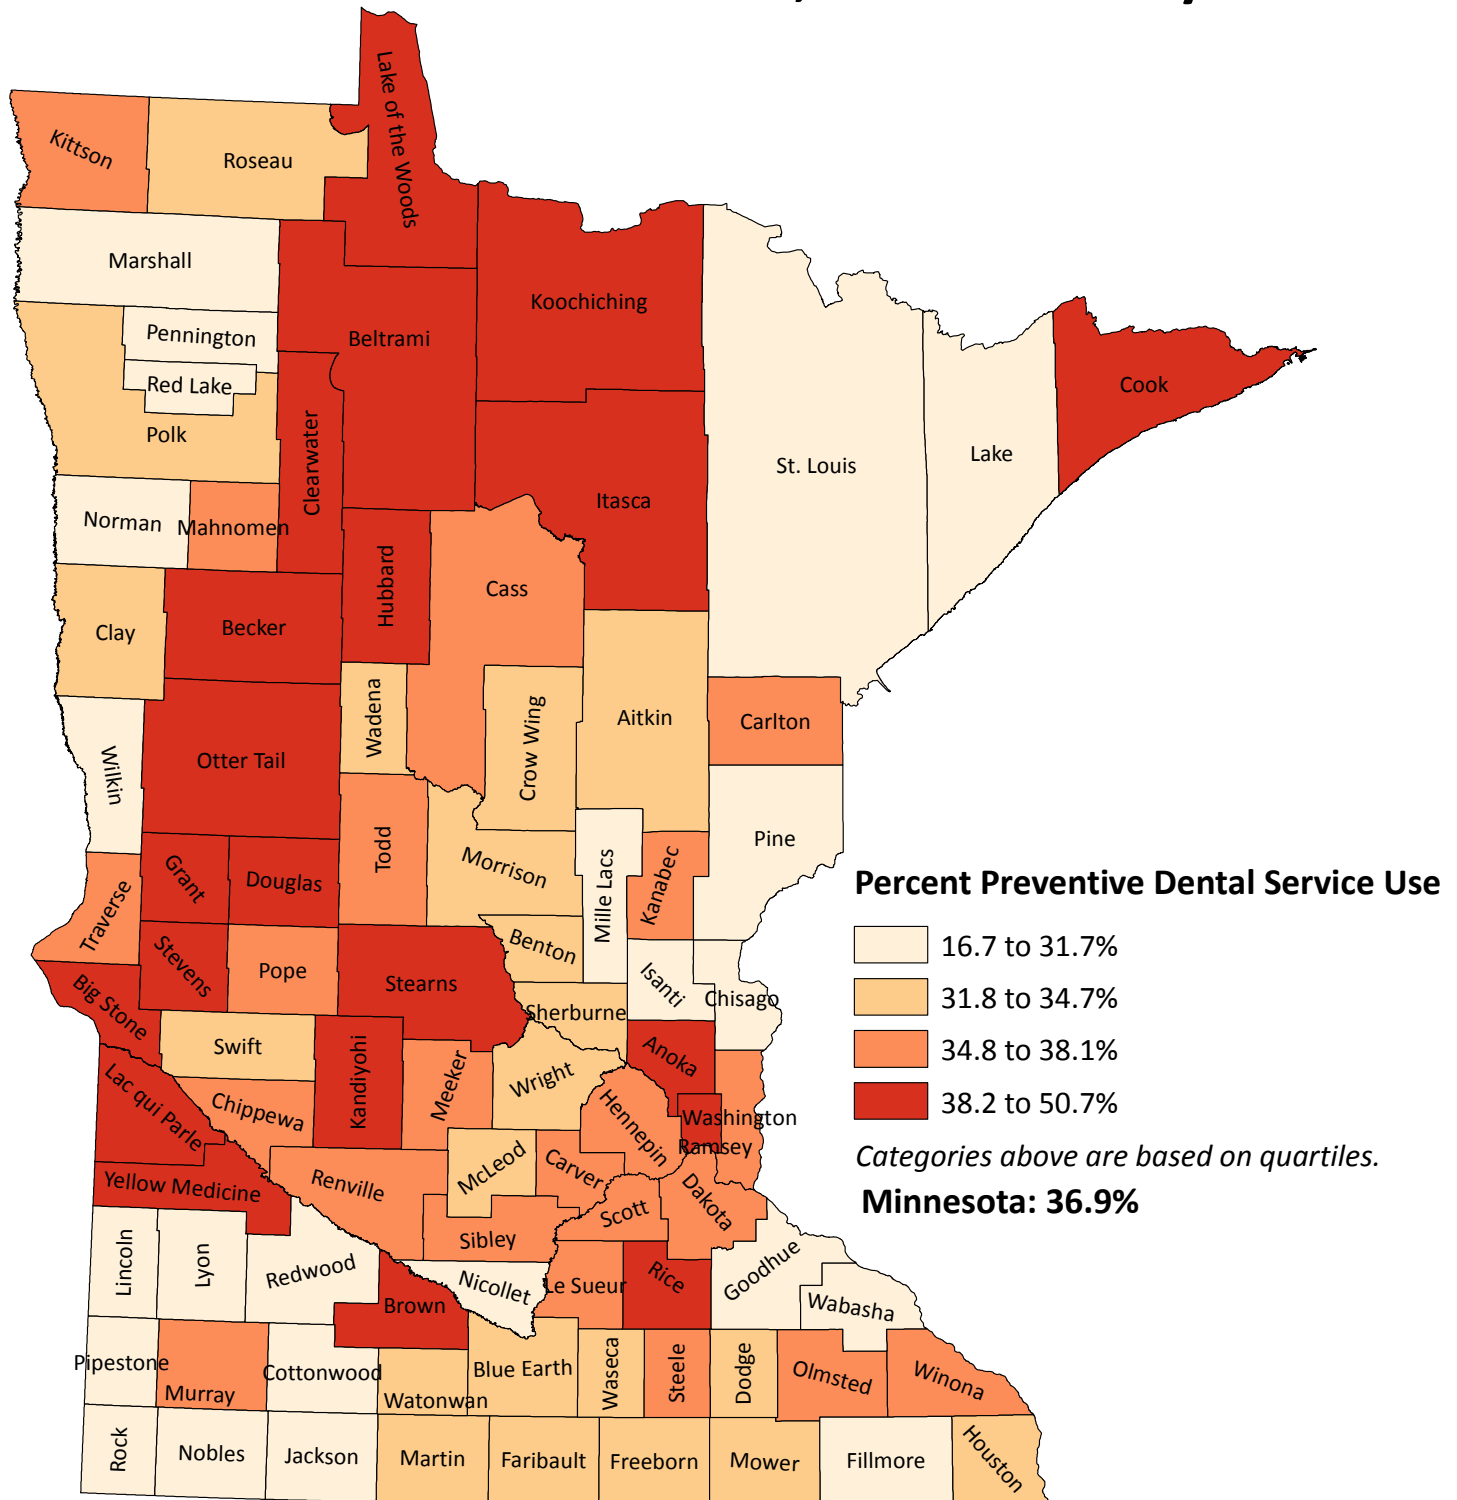 Lake of the Woods
Kittson
Roseau
Marshall
Koochiching
Pennington
Beltrami
Red Lake
Cook
Polk
Clearwater
St. Louis
Lake
Itasca
Norman
Mahnomen
Hubbard
Cass
Clay
Becker
Wadena
Crow Wing
Aitkin
Carlton
Wilkin
Otter Tail
Todd
Morrison
Pine
Mille Lacs
Kanabec
Grant
Douglas
Traverse
Benton
Stevens
Pope
Stearns
Isanti
Chisago
Big Stone
Sherburne
Swift
Kandiyohi
Anoka
Meeker
Wright
Lac qui Parle
Chippewa
Hennepin
Washington
Ramsey
McLeod
Carver
Yellow Medicine
Renville
Dakota
Scott
Sibley
Lincoln
Lyon
Redwood
Nicollet
Le Sueur
Rice
Goodhue
Brown
Wabasha
Pipestone
Murray
Cottonwood
Watonwan
Blue Earth
Waseca
Steele
Dodge
Olmsted
Winona
Rock
Nobles
Jackson
Martin
Faribault
Freeborn
Mower
Fillmore
Houston
Percent Preventive Dental Service Use
16.7 to 31.7%
31.8 to 34.7%
34.8 to 38.1%
38.2 to 50.7%
Categories above are based on quartiles.
Minnesota: 36.9%